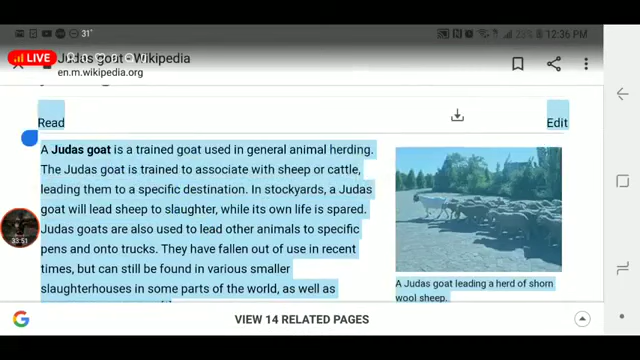 31°
23%
12:36 PM
LIVE
Judas goat - Wikipedia
en.m.wikipedia.org
Read
Edit
A Judas goat is a trained goat used in general animal herding.
The Judas goat is trained to associate with sheep or cattle,
leading them to a specific destination. In stockyards, a Judas
goat will lead sheep to slaughter, while its own life is spared.
Judas goats are also used to lead other animals to specific
pens and onto trucks. They have fallen out of use in recent
times, but can still be found in various smaller
slaughterhouses in some parts of the world, as well as
A Judas goat leading a herd of shorn
wool sheep.
33:51
VIEW 14 RELATED PAGES